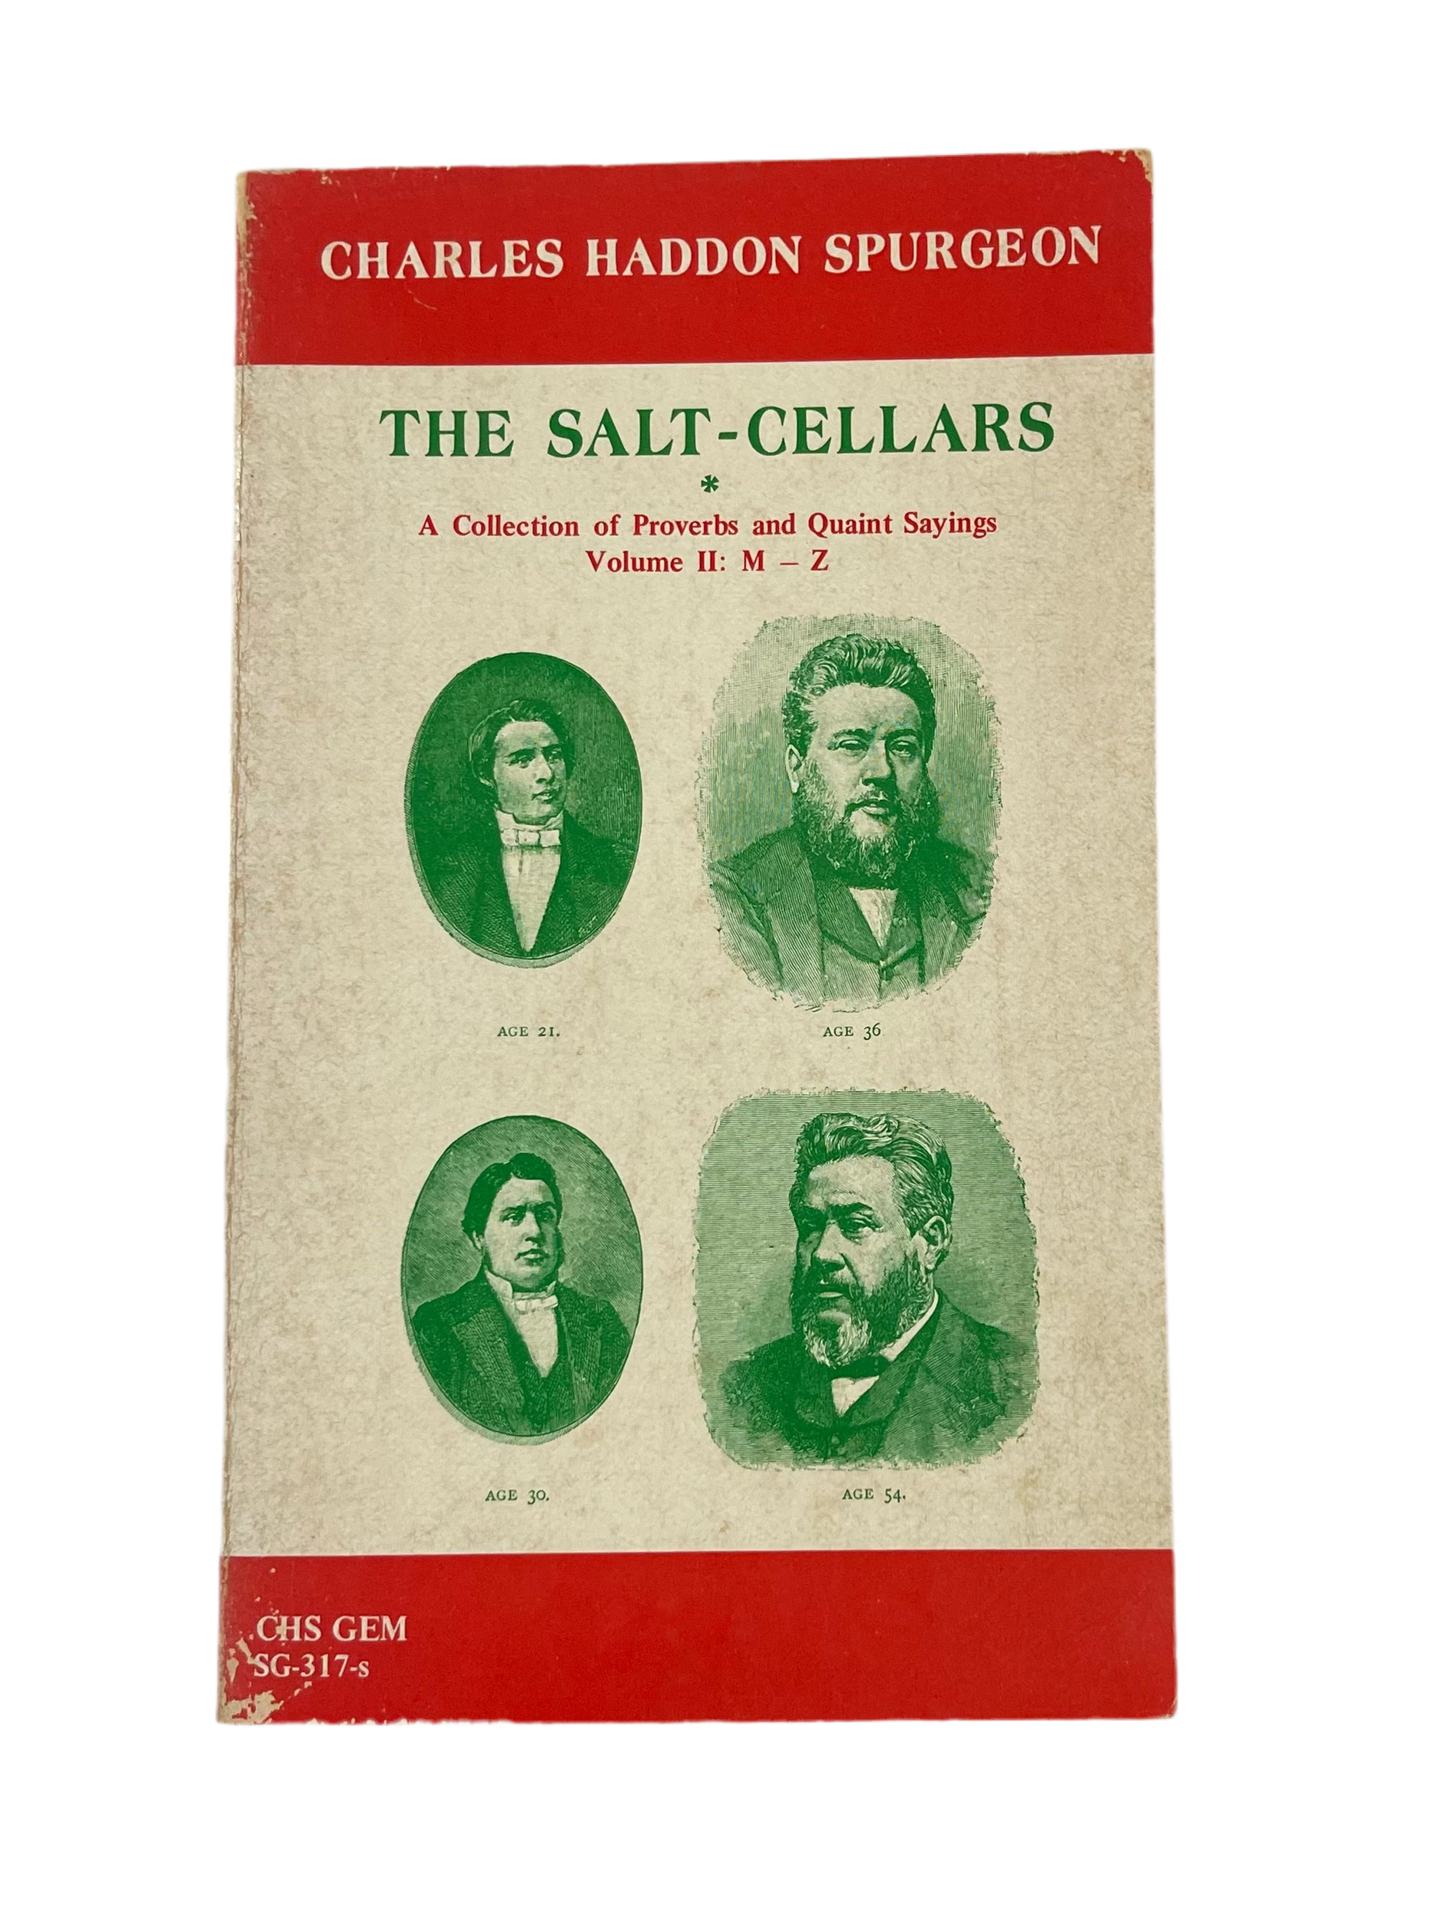 CHARLES HADDON SPURGEON
THE SALT-CELLARS
*
A Collection of Proverbs and Quaint Sayings
Volume II: M – Z
AGE 21.
AGE 36
AGE 30.
AGE 54.
CHS GEM
SG-317-s